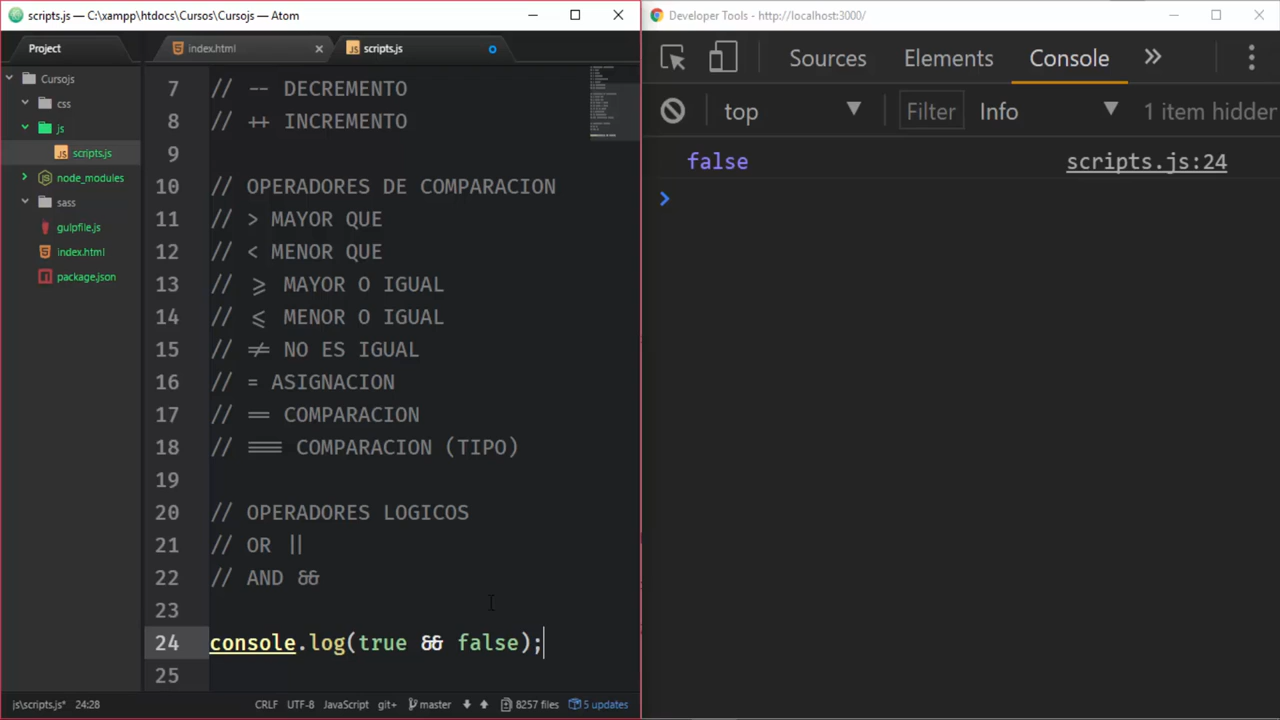 scripts.js — C:\xampp\htdocs\Cursos\Cursojs — Atom
Project
index.html
scripts.js
Cursojs
css
js
scripts.js
node_modules
sass
gulpfile.js
index.html
package.json
7 // -- DECREMENTO
8 // ++ INCREMENTO
9
10 // OPERADORES DE COMPARACION
11 // > MAYOR QUE
12 // < MENOR QUE
13 // >= MAYOR O IGUAL
14 // <= MENOR O IGUAL
15 // != NO ES IGUAL
16 // = ASIGNACION
17 // == COMPARACION
18 // === COMPARACION (TIPO)
19
20 // OPERADORES LOGICOS
21 // OR ||
22 // AND &&
23
24 console.log(true && false);
25
js\scripts.js* 24:28 CRLF UTF-8 JavaScript git+ master 8257 files 5 updates
Developer Tools - http://localhost:3000/
Sources Elements Console
top Filter Info 1 item hidden
false scripts.js:24